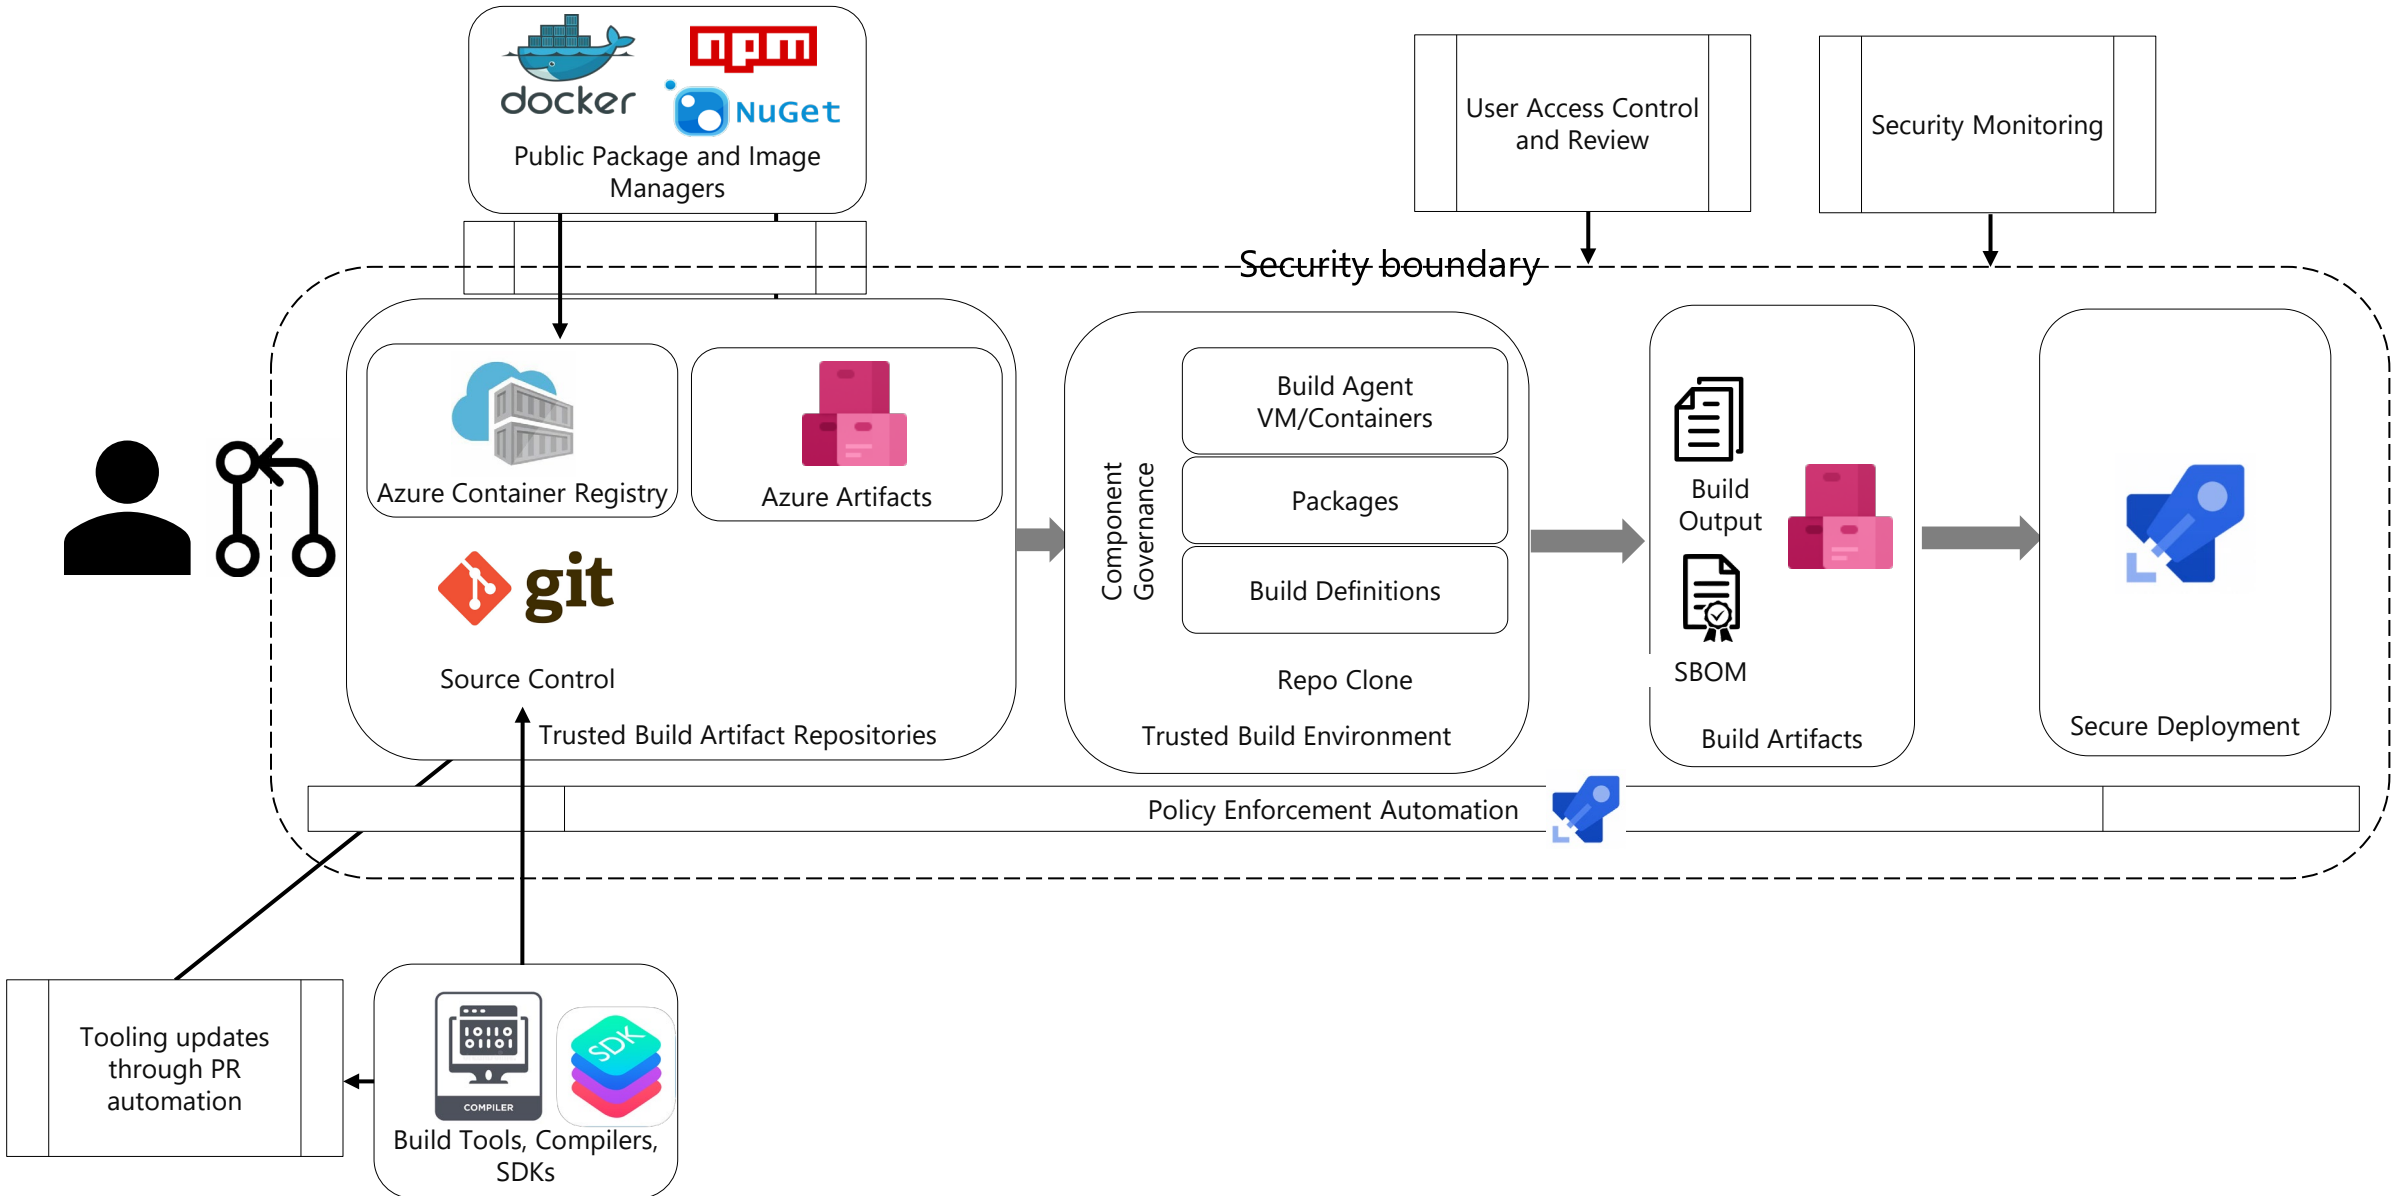 docker
npm
NuGet
Public Package and Image
Managers
User Access Control
and Review
Security Monitoring
Security boundary
Azure Container Registry
Azure Artifacts
git
Source Control
Trusted Build Artifact Repositories
Component
Governance
Build Agent
VM/Containers
Packages
Build Definitions
Repo Clone
Trusted Build Environment
Build
Output
SBOM
Build Artifacts
Secure Deployment
Policy Enforcement Automation
Tooling updates
through PR
automation
10110
01101
COMPILER
SDK
Build Tools, Compilers,
SDKs